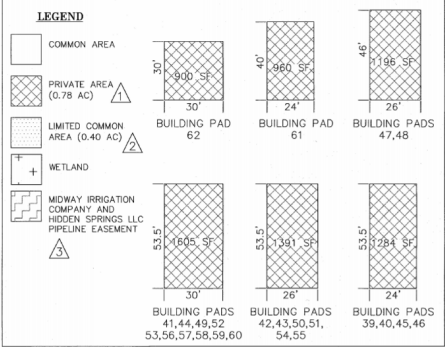 LEGEND
COMMON AREA
PRIVATE AREA
(0.78 AC)
1
LIMITED COMMON
AREA (0.40 AC)
2
WETLAND
MIDWAY IRRIGATION
COMPANY AND
HIDDEN SPRINGS LLC
PIPELINE EASEMENT
3
30'
900 SF
30'
BUILDING PAD
62
40'
960 SF
24'
BUILDING PAD
61
46'
1196 SF
26'
BUILDING PADS
47,48
53.5'
1605 SF
30'
BUILDING PADS
41,44,49,52
53,56,57,58,59,60
53.5'
1391 SF
26'
BUILDING PADS
42,43,50,51,
54,55
53.5'
1284 SF
24'
BUILDING PADS
39,40,45,46